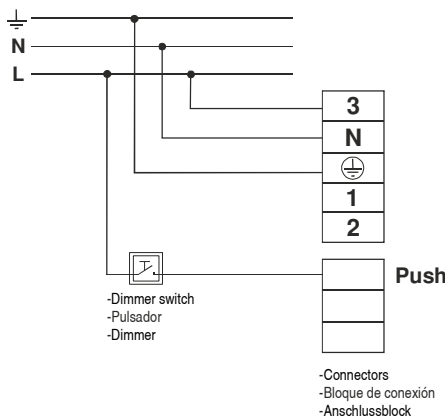 N
L
3
N
1
2
Push
-Dimmer switch
-Pulsador
-Dimmer
-Connectors
-Bloque de conexión
-Anschlussblock